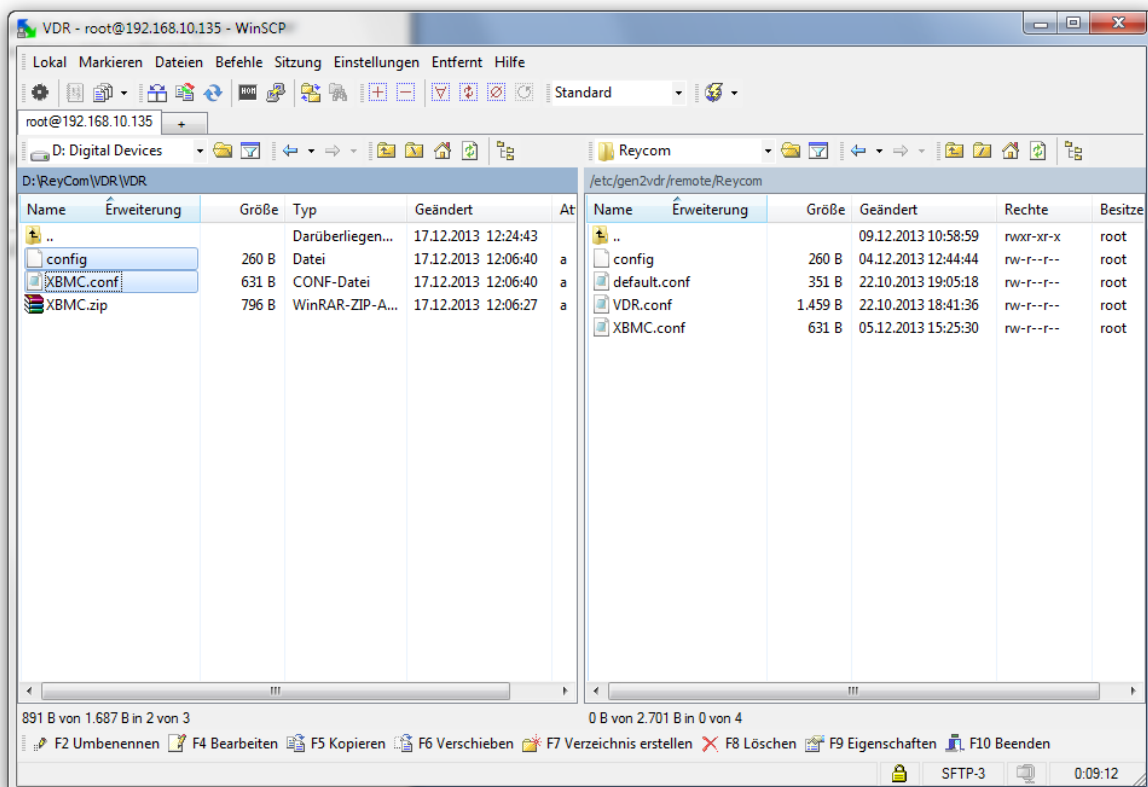 VDR - root@192.168.10.135 - WinSCP
Lokal Markieren Dateien Befehle Sitzung Einstellungen Entfernt Hilfe
Standard
root@192.168.10.135 +
D: Digital Devices
Reycom
D:\ReyCom\VDR\VDR
/etc/gen2vdr/remote/Reycom
Name Erweiterung Größe Typ Geändert At
.. Darüberliegen... 17.12.2013 12:24:43
config 260 B Datei 17.12.2013 12:06:40 a
XBMC.conf 631 B CONF-Datei 17.12.2013 12:06:40 a
XBMC.zip 796 B WinRAR-ZIP-A... 17.12.2013 12:06:27 a
891 B von 1.687 B in 2 von 3
Name Erweiterung Größe Geändert Rechte Besitze
.. 09.12.2013 10:58:59 rwxr-xr-x root
config 260 B 04.12.2013 12:44:44 rw-r--r-- root
default.conf 351 B 22.10.2013 19:05:18 rw-r--r-- root
VDR.conf 1.459 B 22.10.2013 18:41:36 rw-r--r-- root
XBMC.conf 631 B 05.12.2013 15:25:30 rw-r--r-- root
0 B von 2.701 B in 0 von 4
F2 Umbenennen F4 Bearbeiten F5 Kopieren F6 Verschieben F7 Verzeichnis erstellen F8 Löschen F9 Eigenschaften F10 Beenden
SFTP-3 0:09:12